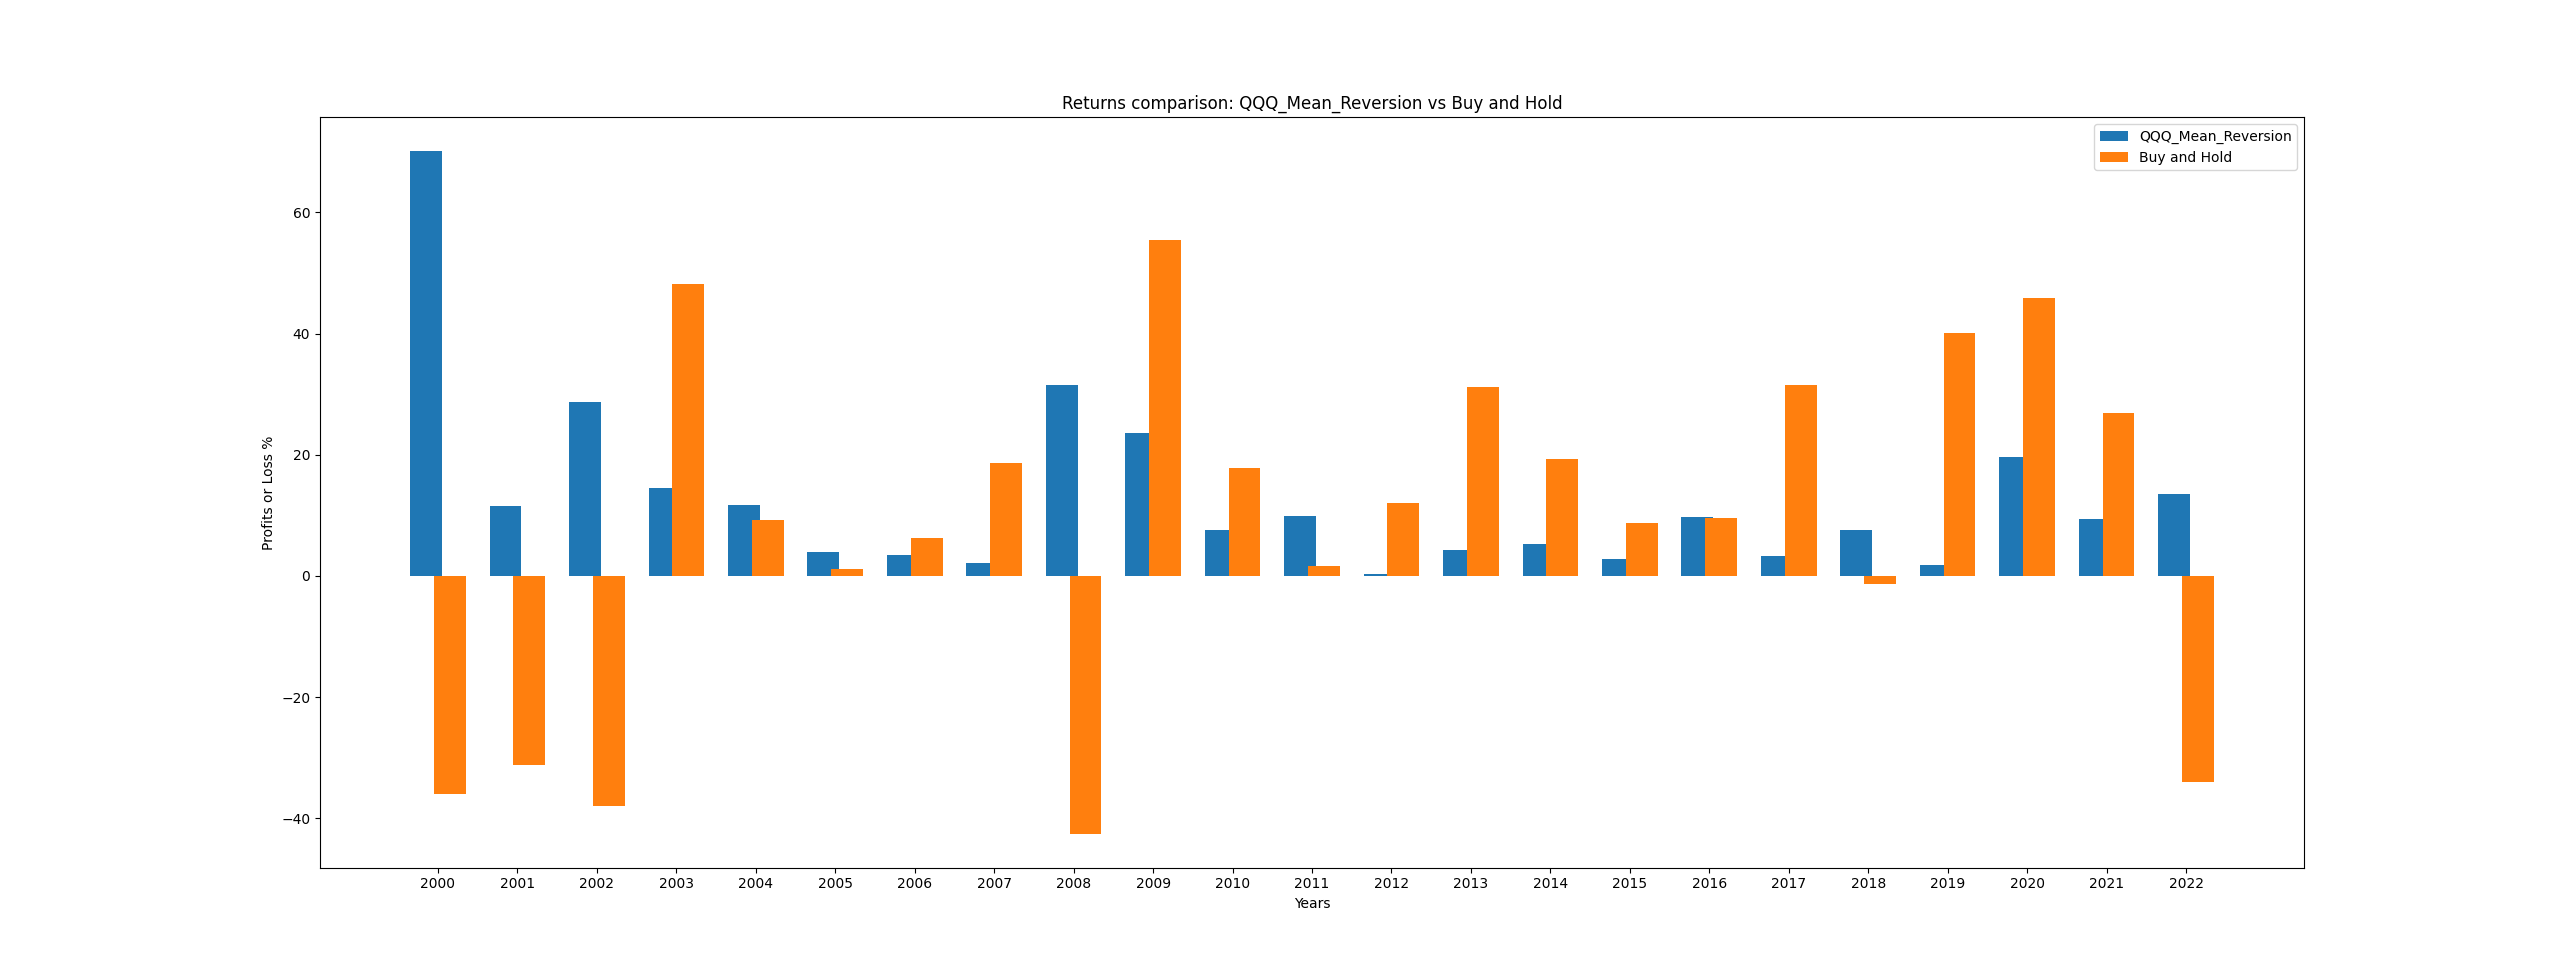 Returns comparison: QQQ_Mean_Reversion vs Buy and Hold
QQQ_Mean_Reversion
Buy and Hold
Profits or Loss %
60
40
20
0
−20
−40
2000 2001 2002 2003 2004 2005 2006 2007 2008 2009 2010 2011 2012 2013 2014 2015 2016 2017 2018 2019 2020 2021 2022
Years